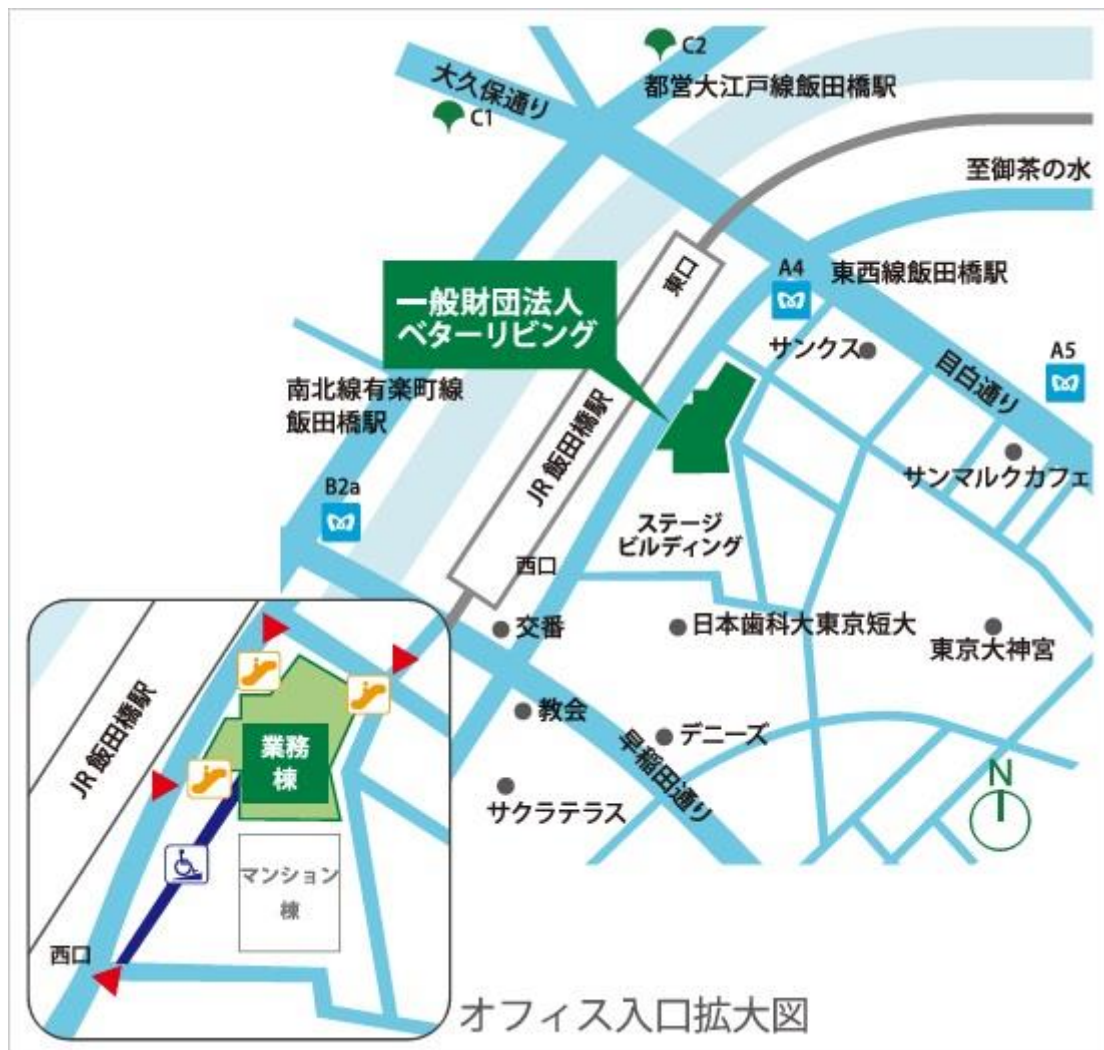 C2
大久保通り
都営大江戸線飯田橋駅
C1
至御茶の水
東口
A4
東西線飯田橋駅
一般財団法人
ベターリビング
サンクス
A5
目白通り
南北線有楽町線
飯田橋駅
JR 飯田橋駅
サンマルクカフェ
B2a
ステージ
ビルディング
西口
交番
日本歯科大東京短大
東京大神宮
教会
デニーズ
早稲田通り
サクラテラス
N
JR 飯田橋駅
業務
棟
マンション
棟
西口
オフィス入口拡大図